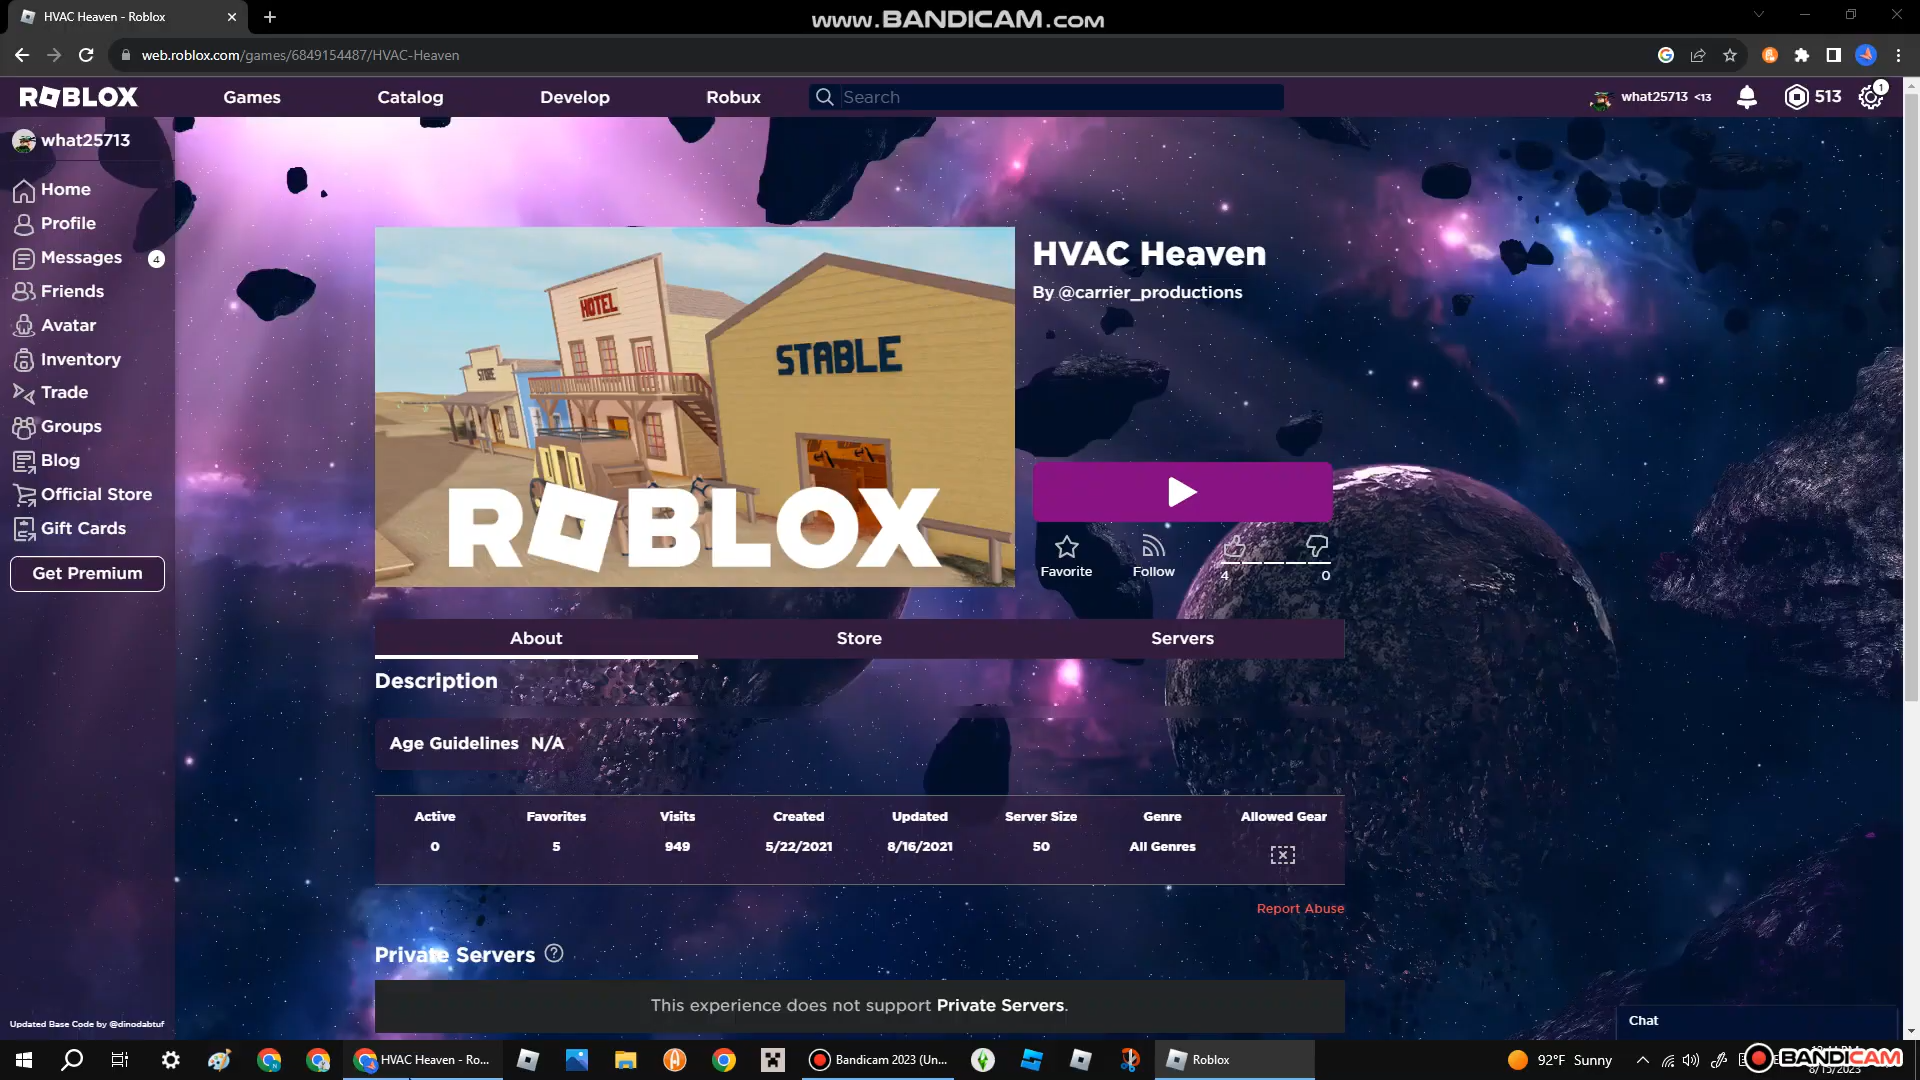 HVAC Heaven - Roblox
www.BANDICAM.com
web.roblox.com/games/6849154487/HVAC-Heaven
ROBLOX
Games
Catalog
Develop
Robux
Search
what25713 <13
513
1
what25713
Home
Profile
Messages
4
Friends
Avatar
Inventory
Trade
Groups
Blog
Official Store
Gift Cards
Get Premium
HOTEL
STORE
STABLE
ROBLOX
HVAC Heaven
By @carrier_productions
Favorite
Follow
4
0
About
Store
Servers
Description
Age Guidelines N/A
Active Favorites Visits Created Updated Server Size Genre Allowed Gear
0 5 949 5/22/2021 8/16/2021 50 All Genres
Report Abuse
Private Servers
This experience does not support Private Servers.
Updated Base Code by @dinodabtuf
Chat
HVAC Heaven - Ro...
Bandicam 2023 (Un...
Roblox
92°F Sunny
BANDICAM
8/15/2023